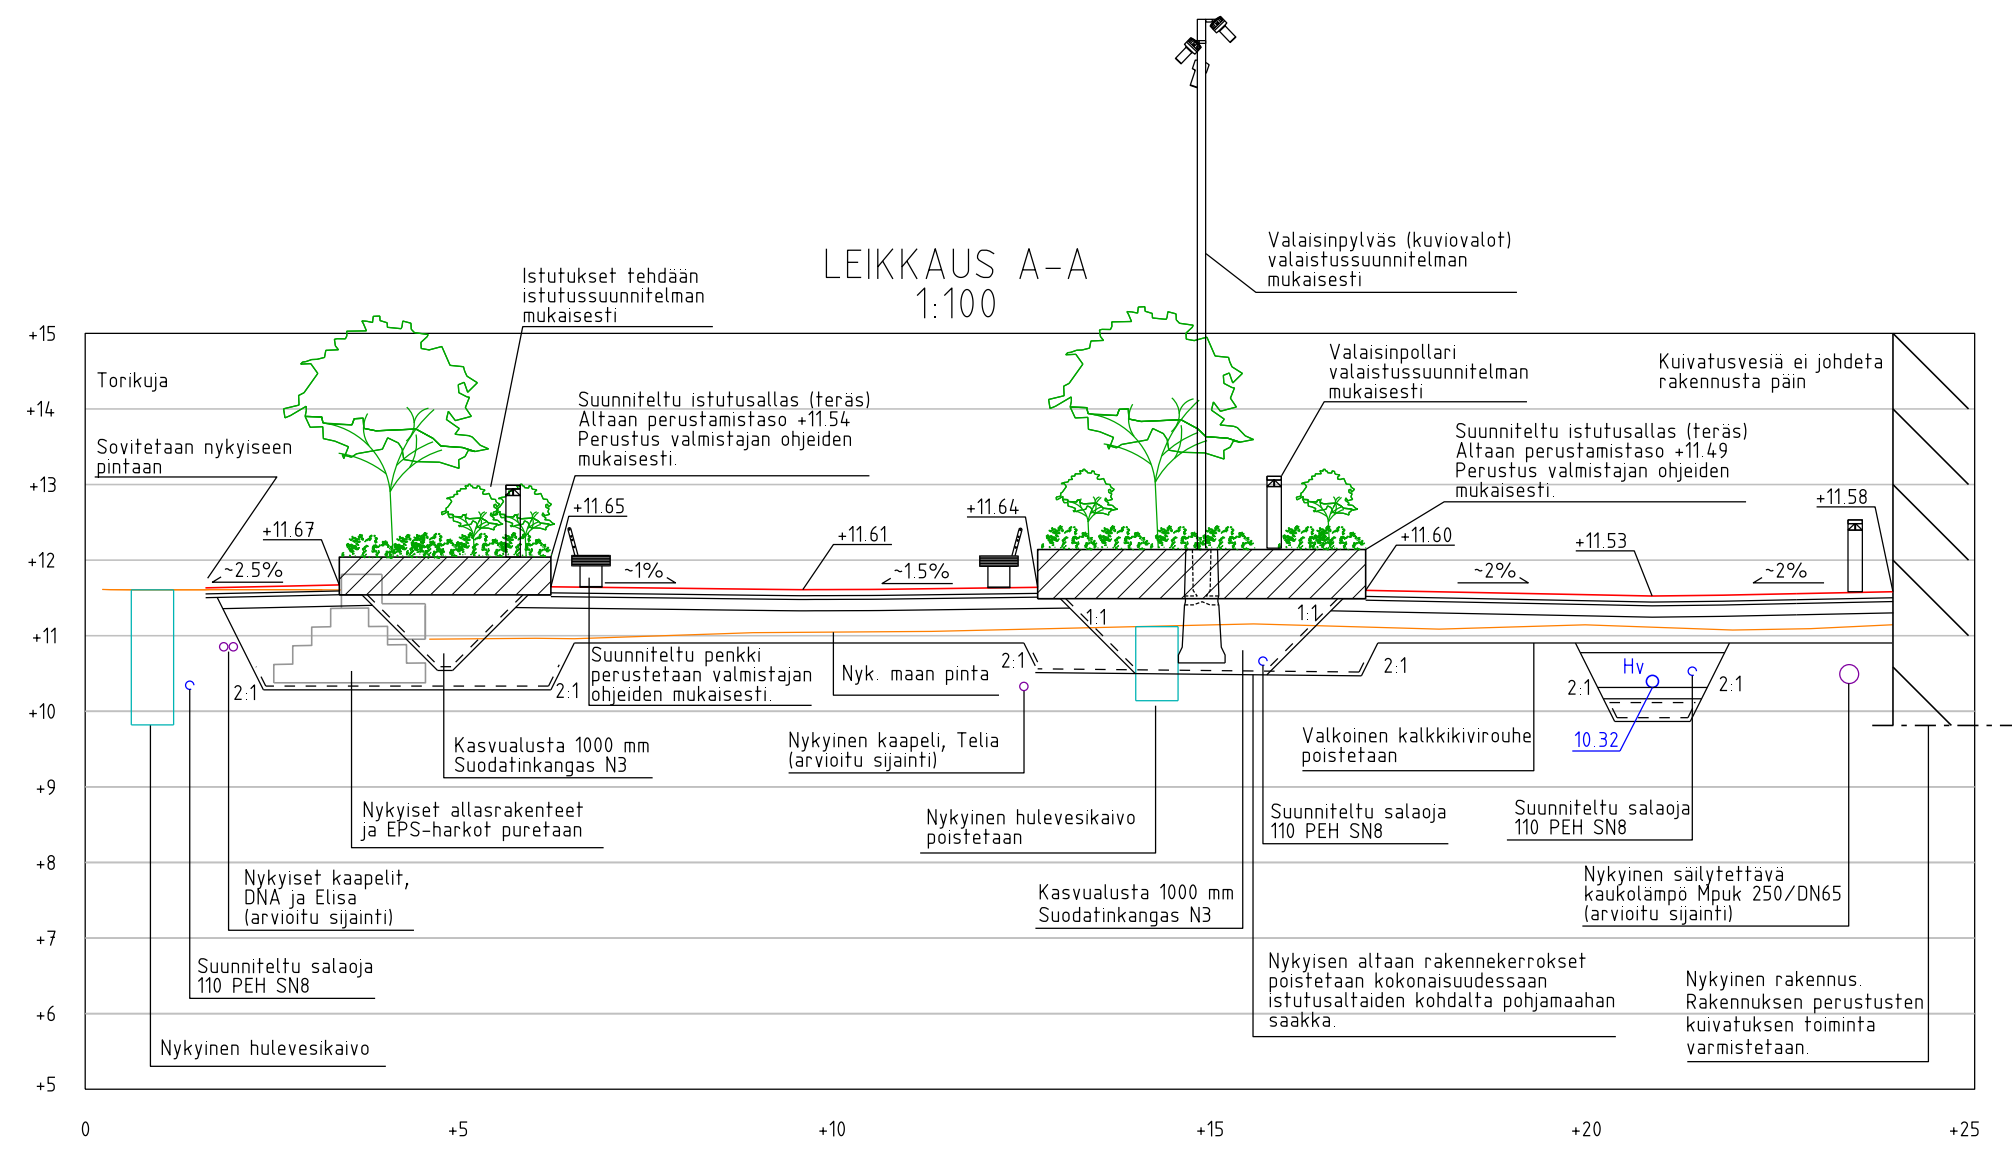 LEIKKAUS A-A
1:100
Valaisinpylväs (kuviovalot)
valaistussuunnitelman
mukaisesti
Istutukset tehdään
istutussuunnitelman
mukaisesti
Torikuja
Sovitetaan nykyiseen
pintaan
Suunniteltu istutusallas (teräs)
Altaan perustamistaso +11.54
Perustus valmistajan ohjeiden
mukaisesti.
Valaisinpollari
valaistussuunnitelman
mukaisesti
Kuivatusvesiä ei johdeta
rakennusta päin
Suunniteltu istutusallas (teräs)
Altaan perustamistaso +11.49
Perustus valmistajan ohjeiden
mukaisesti.
+15
+14
+13
+12
+11
+10
+9
+8
+7
+6
+5
+11.67
+11.65
+11.61
+11.64
+11.60
+11.53
+11.58
~2.5%
~1%
~1.5%
~2%
~2%
1:1
1:1
2:1
2:1
2:1
2:1
2:1
2:1
Hv
10.32
Suunniteltu penkki
perustetaan valmistajan
ohjeiden mukaisesti.
Nyk. maan pinta
Kasvualusta 1000 mm
Suodatinkangas N3
Nykyinen kaapeli, Telia
(arvioitu sijainti)
Valkoinen kalkkikivirouhe
poistetaan
Nykyiset allasrakenteet
ja EPS-harkot puretaan
Nykyinen hulevesikaivo
poistetaan
Suunniteltu salaoja
110 PEH SN8
Suunniteltu salaoja
110 PEH SN8
Nykyiset kaapelit,
DNA ja Elisa
(arvioitu sijainti)
Kasvualusta 1000 mm
Suodatinkangas N3
Nykyinen säilytettävä
kaukolämpö Mpuk 250/DN65
(arvioitu sijainti)
Suunniteltu salaoja
110 PEH SN8
Nykyisen altaan rakennekerrokset
poistetaan kokonaisuudessaan
istutusaltaiden kohdalta pohjamaahan
saakka.
Nykyinen rakennus.
Rakennuksen perustusten
kuivatuksen toiminta
varmistetaan.
Nykyinen hulevesikaivo
0
+5
+10
+15
+20
+25